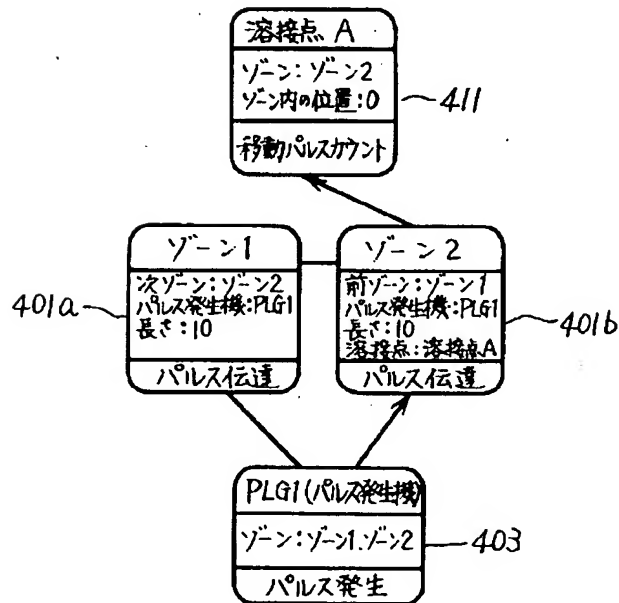 溶接点 A
ゾーン:ゾーン2
ゾーン内の位置:0
移動パルスカウント
411
ゾーン1
次ゾーン:ゾーン2
パルス発生機:PLG1
長さ:10
パルス伝達
401a
ゾーン2
前ゾーン:ゾーン1
パルス発生機:PLG1
長さ:10
溶接点:溶接点A
パルス伝達
401b
PLG1(パルス発生機)
ゾーン:ゾーン1.ゾーン2
パルス発生
403